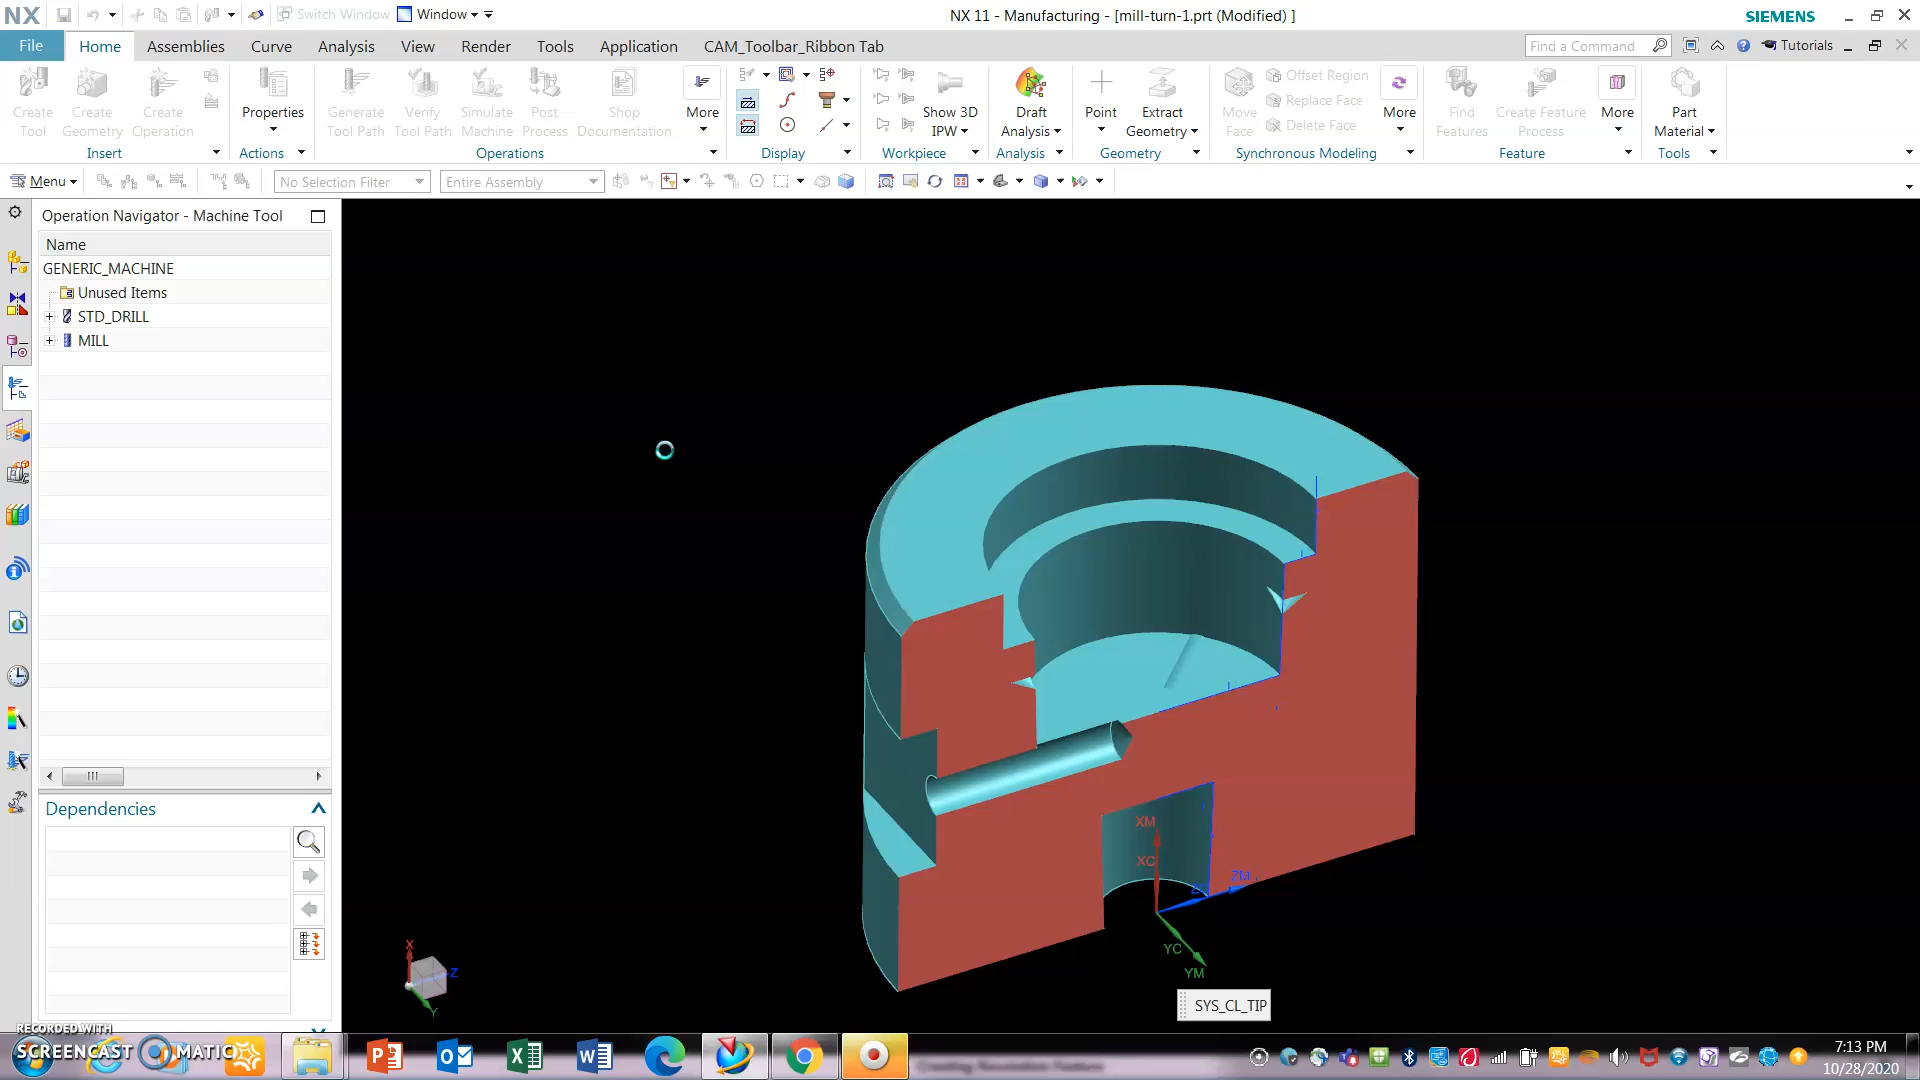 NX
Switch Window
Window
NX 11 - Manufacturing - [mill-turn-1.prt (Modified) ]
SIEMENS
File
Home
Assemblies
Curve
Analysis
View
Render
Tools
Application
CAM_Toolbar_Ribbon Tab
Find a Command
Tutorials
Create Tool
Create Geometry
Create Operation
Properties
Generate Tool Path
Verify Tool Path
Simulate Machine
Post Process
Shop Documentation
More
Show 3D IPW
Draft Analysis
Point
Extract Geometry
Move Face
Offset Region
Replace Face
Delete Face
More
Find Features
Create Feature Process
More
Part Material
Insert
Actions
Operations
Display
Workpiece
Analysis
Geometry
Synchronous Modeling
Feature
Tools
Menu
No Selection Filter
Entire Assembly
Operation Navigator - Machine Tool
Name
GENERIC_MACHINE
Unused Items
STD_DRILL
MILL
Dependencies
XM
XC
ZM
YC
YM
X
Z
Y
SYS_CL_TIP
RECORDED WITH
SCREENCAST MATIC
7:13 PM
10/28/2020